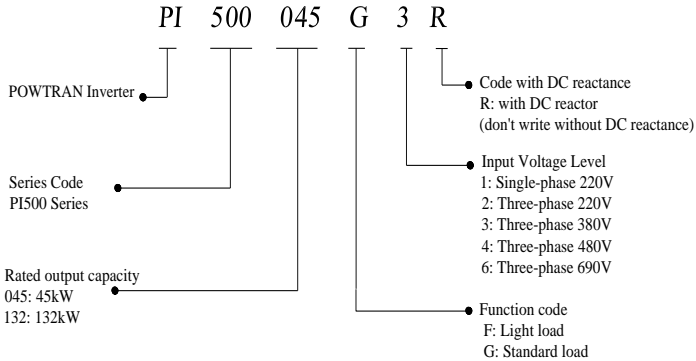 PI 500 045 G 3 R
POWTRAN Inverter
Code with DC reactance
R: with DC reactor
(don't write without DC reactance)
Input Voltage Level
1: Single-phase 220V
2: Three-phase 220V
3: Three-phase 380V
4: Three-phase 480V
6: Three-phase 690V
Series Code
PI500 Series
Rated output capacity
045: 45kW
132: 132kW
Function code
F: Light load
G: Standard load